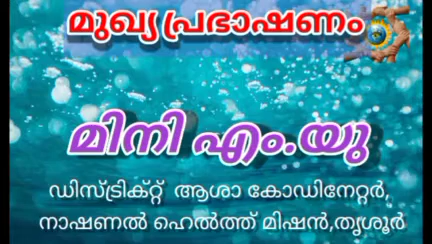 മുഖ്യ പ്രഭാഷണം
മിനി എം.യു
ഡിസ്ട്രിക്റ്റ് ആശാ കോഡിനേറ്റർ,
നാഷണൽ ഹെൽത്ത് മിഷൻ,തൃശൂർ